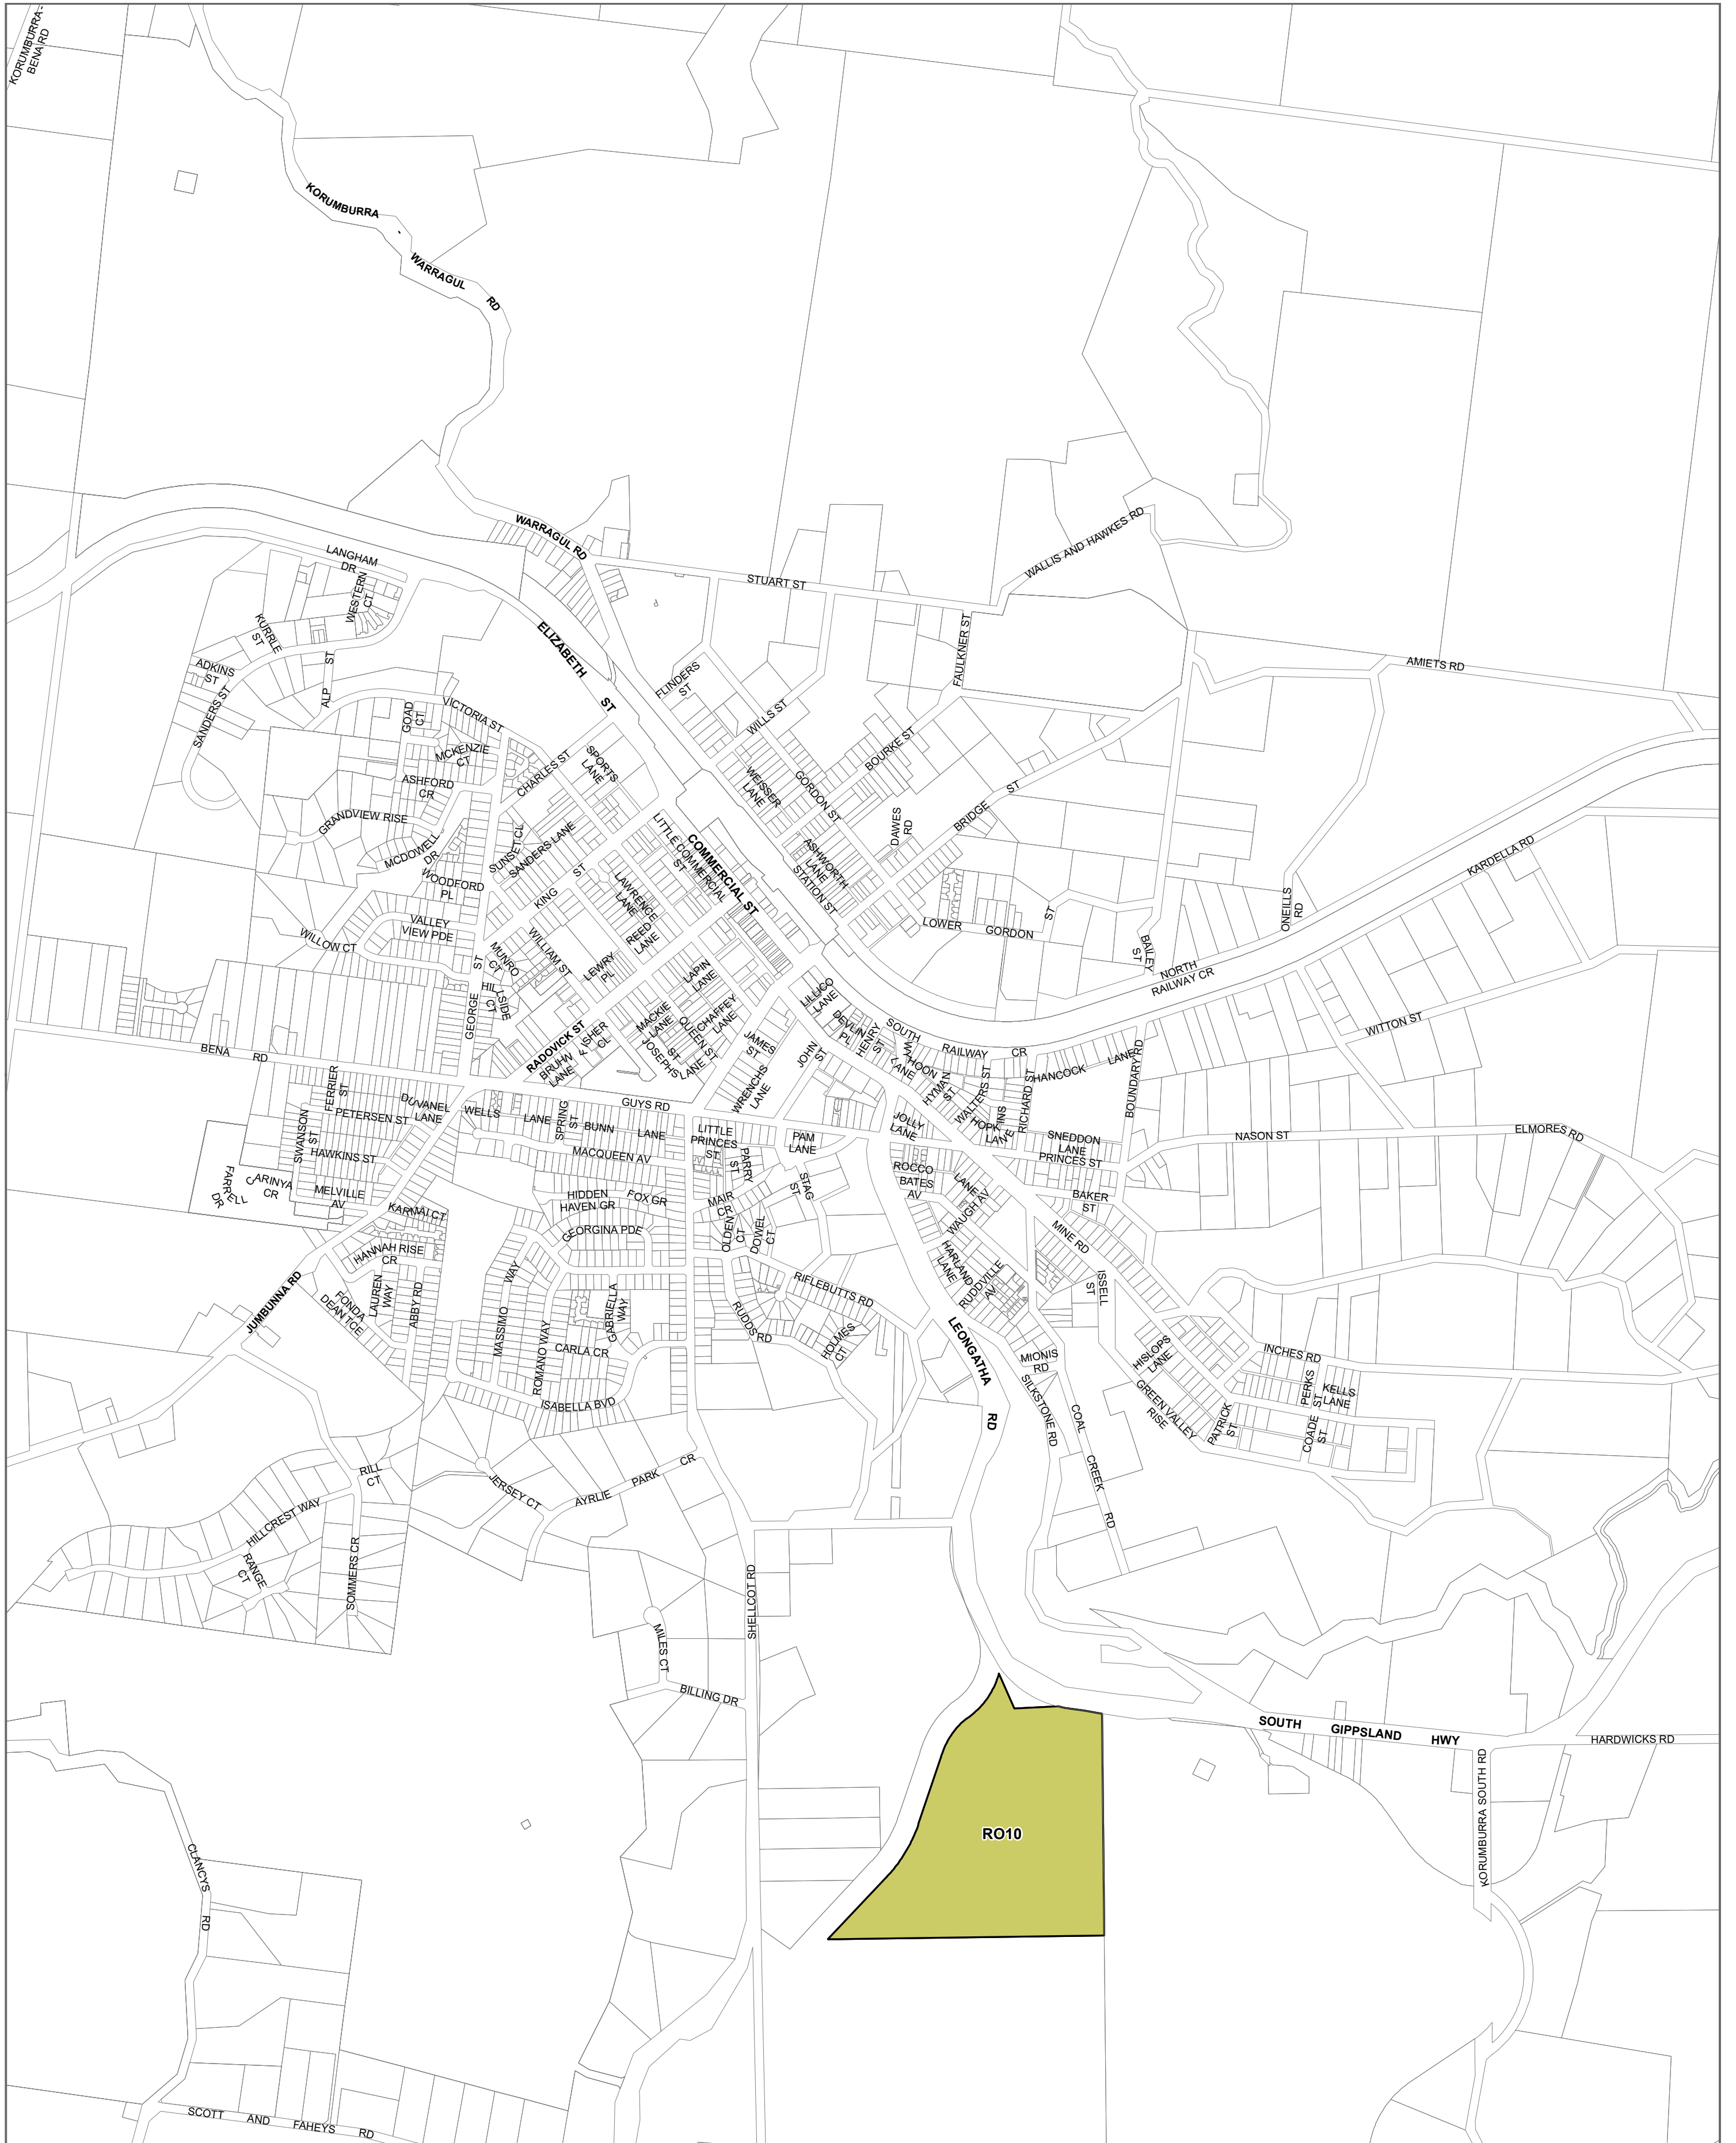 KORUMBURRA-
BENA RD
KORUMBURRA
WARRAGUL
RD
WARRAGUL RD
WALLIS AND HAWKES RD
LANGHAM
DR
WESTERN
CT
STUART ST
KURRLE
ST
FAULKNER ST
ELIZABETH
ST
ADKINS
ST
ALP
ST
AMIETS RD
FLINDERS
ST
SANDERS ST
GOAD
CT
VICTORIA ST
WILLS ST
MCKENZIE
CT
CHARLES ST
SPORTS
LANE
BOURKE ST
ASHFORD
CR
WEISSER
LANE
GORDON ST
BRIDGE
ST
GRANDVIEW RISE
DAWES
RD
MCDOWELL
DR
SUNSET CL
SANDERS LANE
LITTLE COMMERCIAL
ST
COMMERCIAL ST
ASHWORTH
LANE
STATION ST
KARDELLA RD
WOODFORD
PL
KING
ST
LAWRENCE
LANE
ONEILLS
RD
VALLEY
VIEW PDE
WILLOW CT
REED
LANE
LOWER
GORDON
ST
MUNRO
CT
WILLIAM ST
BAILEY
ST
LEWRY
PL
LAPIN
LANE
NORTH
RAILWAY CR
GEORGE
ST
HILLSIDE
CT
LILLICO
LANE
MACKIE
LANE
CHAFFEY
LANE
QUEEN ST
DEVLIN
PL
HENRY
ST
SOUTH
RAILWAY
CR
WITTON ST
RADOVICK ST
BRUHN
LANE
FISHER
CL
JOSEPHS
LANE
ST
JAMES
ST
JOHN
ST
HOON
LANE
HANCOCK
LANE
BOUNDARY RD
BENA
RD
FERRIER
ST
WRENCHS
LANE
HYMAN
ST
WALTERS ST
RICHARD ST
DUVANEL
LANE
WELLS
LANE
SPRING
ST
GUYS RD
PETERSEN ST
BUNN
LANE
LITTLE
PRINCES
ST
PAM
LANE
JOLLY
LANE
HOPKINS
LANE
SNEDDON
LANE
PRINCES ST
NASON ST
ELMORES RD
SWANSON
ST
HAWKINS ST
MACQUEEN AV
PARRY
ST
FARRELL
DR
CARINYA
CR
MELVILLE
AV
HIDDEN
HAVEN GR
FOX GR
MAIR
CR
STAG
ST
ROCCO
LANE
BATES
AV
BAKER
ST
KARMAI CT
GEORGINA PDE
OLDEN
CT
DOWEL
CT
WAUGH AV
MINE RD
HANNAH RISE
CR
HARLAND
LANE
JUMBUNNA RD
LAUREN
WAY
ABBY RD
FONDA
DEAN TCE
MASSIMO
WAY
RIFLEBUTTS RD
RUDDVILLE
AV
ISSELL
ST
GABRIELLA
WAY
RUDDS RD
HOLMES
CT
LEONGATHA
RD
ROMANO WAY
CARLA CR
MIONIS
RD
HISLOPS
LANE
INCHES RD
ISABELLA BVD
SILKSTONE RD
GREEN VALLEY
RISE
PERKS
ST
KELLS
LANE
PATRICK
ST
COADE
ST
COAL
CREEK
RD
RILL
CT
JERSEY CT
AYRLIE
PARK
CR
HILLCREST WAY
RANGE
CT
SOMMERS CR
SHELLCOT RD
MILES CT
BILLING DR
SOUTH
GIPPSLAND
HWY
HARDWICKS RD
KORUMBURRA SOUTH RD
RO10
CLANCYS
RD
SCOTT
AND
FAHEYS
RD